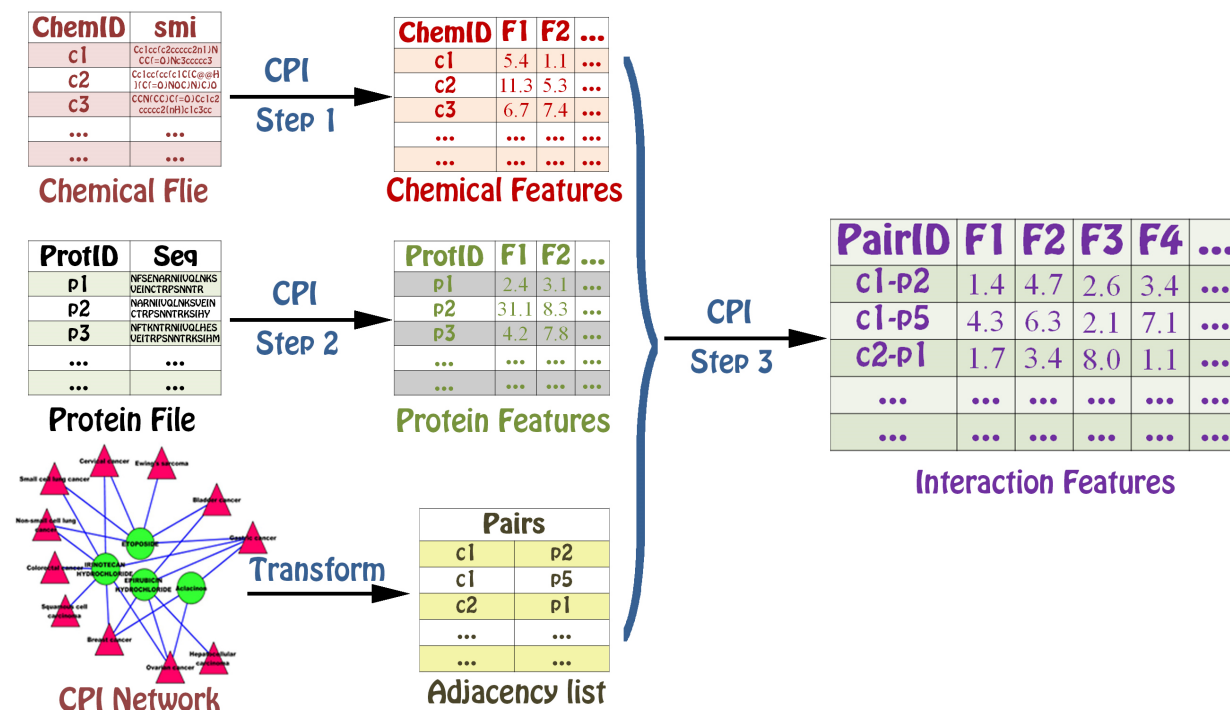 ChemID smi
c1 Cc1cc(c2ccccc2n1)N
CC(=O)Nc3ccccc3
c2 Cc1cc(cc(c1C(C@@H
)(C(=O)NOC)N)C)O
c3 CCN(CC)C(=O)Cc1c2
ccccc2(nH)c1c3cc
... ...
... ...
Chemical Flie
CPI
Step 1
ChemID F1 F2 ...
c1 5.4 1.1 ...
c2 11.3 5.3 ...
c3 6.7 7.4 ...
... ... ... ...
... ... ... ...
Chemical Features
ProtID Seq
p1 NFSENARNIIVQLNKS
VEINCTRPSNNTR
p2 NARNIIVQLNKSVEIN
CTRPSNNTRKSIHY
p3 NFTKNTRNIIVQLHES
VEITRPSNNTRKSIHM
... ...
... ...
Protein File
CPI
Step 2
ProtID F1 F2 ...
p1 2.4 3.1 ...
p2 31.1 8.3 ...
p3 4.2 7.8 ...
... ... ... ...
... ... ... ...
Protein Features
Cervical cancer
Ewing's sarcoma
Small cell lung cancer
Bladder cancer
Non-small cell lung
cancer
Gastric cancer
ETOPOSIDE
Colorectal cancer
IRINOTECAN
HYDROCHLORIDE
EPIRUBICIN
HYDROCHLORIDE
Aclacinon
Squamous cell
carcinoma
Breast cancer
Hepatocellular
carcinoma
Ovarian cancer
CPI Network
Transform
Pairs
c1 p2
c1 p5
c2 p1
... ...
... ...
Adjacency list
CPI
Step 3
PairID F1 F2 F3 F4 ...
c1-p2 1.4 4.7 2.6 3.4 ...
c1-p5 4.3 6.3 2.1 7.1 ...
c2-p1 1.7 3.4 8.0 1.1 ...
... ... ... ... ... ...
... ... ... ... ... ...
Interaction Features